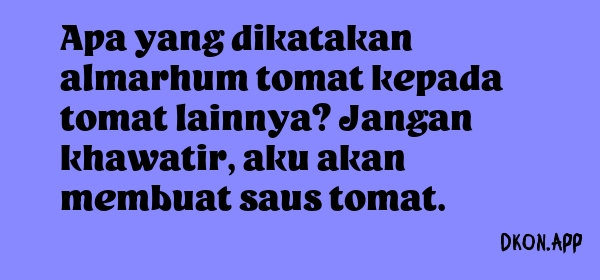 Apa yang dikatakan
almarhum tomat kepada
tomat lainnya? Jangan
khawatir, aku akan
membuat saus tomat.
DKON.APP